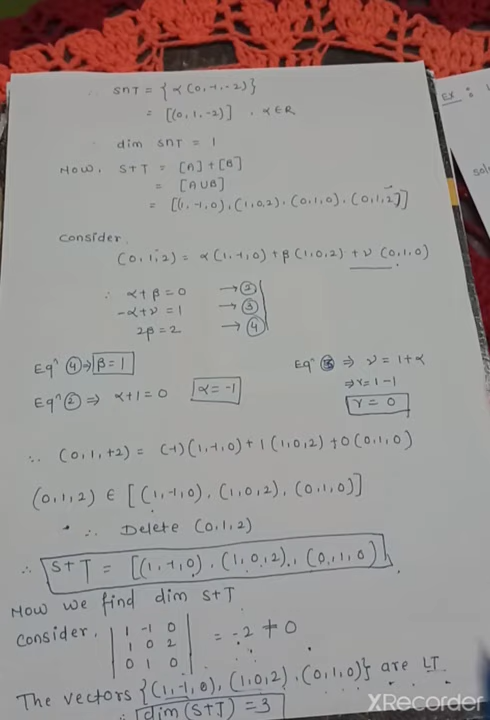 ∴ S∩T = { α (0, -1, -2)}
= [(0, 1, -2)] , α ∈ R
dim S∩T = 1
Now, S+T = [A] + [B]
= [A∪B]
= [(1, -1, 0), (1, 0, 2), (0, 1, 0), (0, 1, 2)]
Consider,
(0, 1, 2) = α (1, -1, 0) + β (1, 0, 2) + ν (0, 1, 0)
∴ α + β = 0 → ②
-α + ν = 1 → ③
2β = 2 → ④
Eqⁿ ④ ⇒ β = 1
Eqⁿ ② ⇒ α + 1 = 0 α = -1
Eqⁿ ③ ⇒ ν = 1 + α
⇒ ν = 1 - 1
ν = 0
∴ (0, 1, +2) = (-1) (1, -1, 0) + 1 (1, 0, 2) + 0 (0, 1, 0)
(0, 1, 2) ∈ [(1, -1, 0), (1, 0, 2), (0, 1, 0)]
∴ Delete (0, 1, 2)
∴ S+T = [(1, -1, 0), (1, 0, 2), (0, 1, 0)]
Now we find dim S+T
Consider, | 1 -1 0 |
| 1 0 2 | = -2 ≠ 0
| 0 1 0 |
The vectors {(1, -1, 0), (1, 0, 2), (0, 1, 0)} are LI.
∴ dim (S+T) = 3
Ex :
Sol
XRecorder